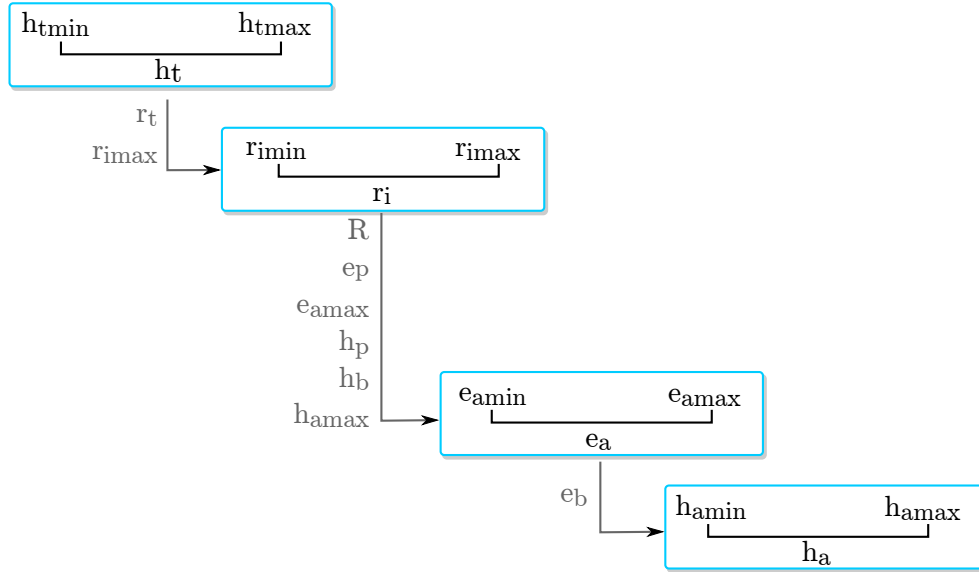 htmin htmax
ht
rt
rimax
rimin rimax
ri
R
ep
eamax
hp
hb
hamax
eamin eamax
ea
eb
hamin hamax
ha